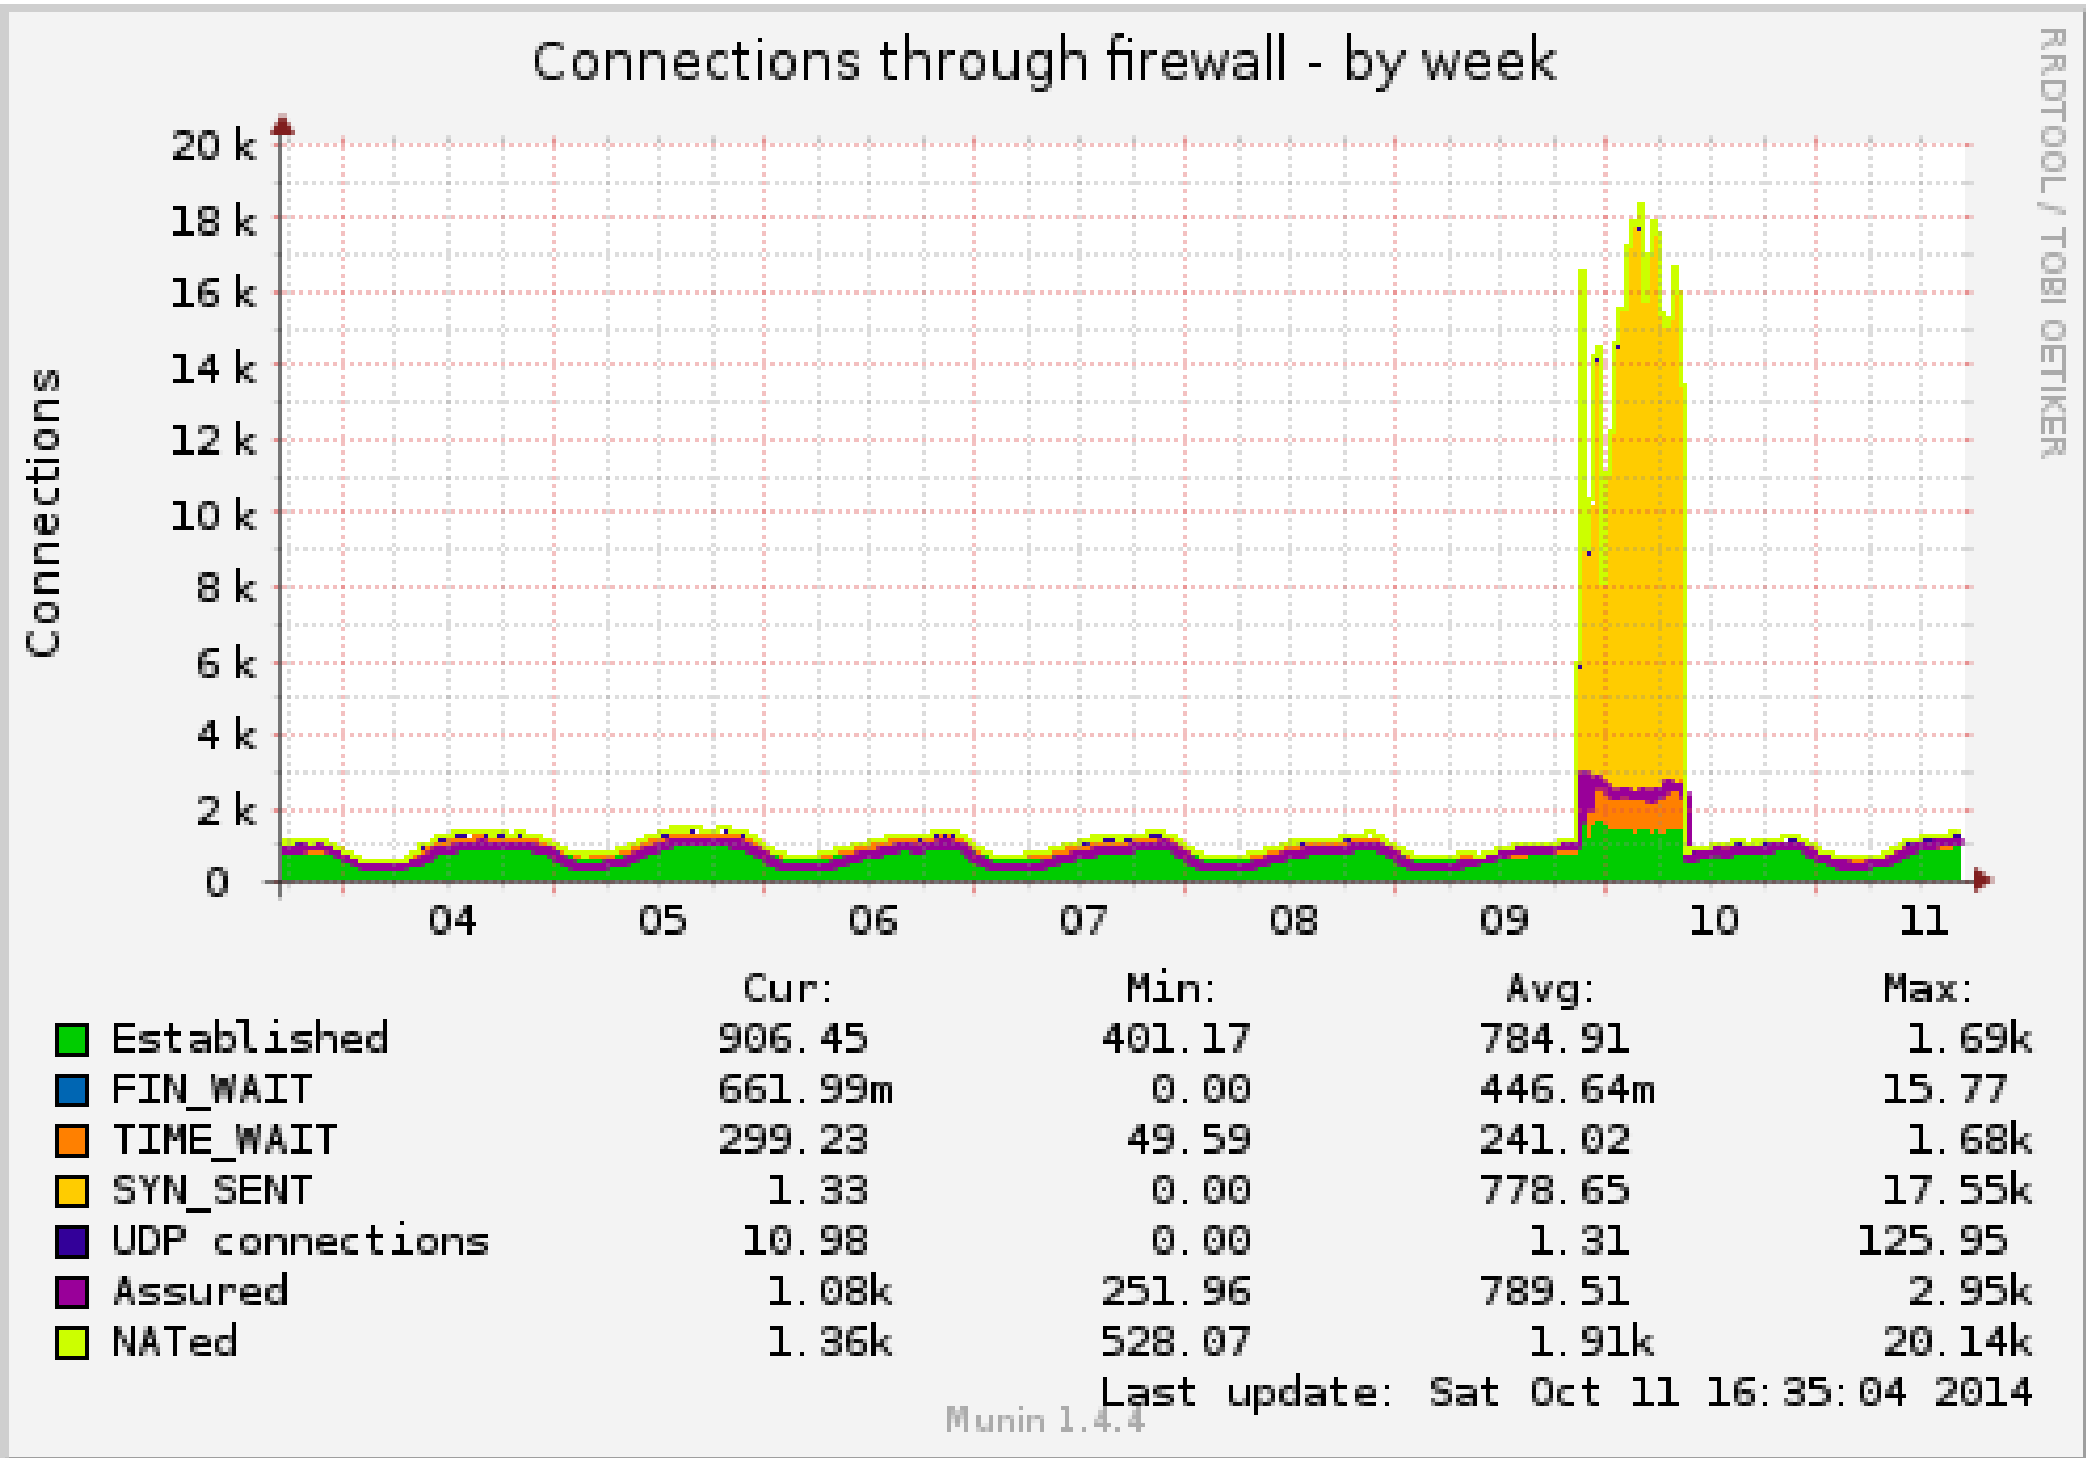 Connections through firewall - by week
RRDTOOL / TOBI OETIKER
Connections
20 k
18 k
16 k
14 k
12 k
10 k
8 k
6 k
4 k
2 k
0
04 05 06 07 08 09 10 11
Cur: Min: Avg: Max:
Established 906.45 401.17 784.91 1.69k
FIN_WAIT 661.99m 0.00 446.64m 15.77
TIME_WAIT 299.23 49.59 241.02 1.68k
SYN_SENT 1.33 0.00 778.65 17.55k
UDP connections 10.98 0.00 1.31 125.95
Assured 1.08k 251.96 789.51 2.95k
NATed 1.36k 528.07 1.91k 20.14k
Last update: Sat Oct 11 16:35:04 2014
Munin 1.4.4